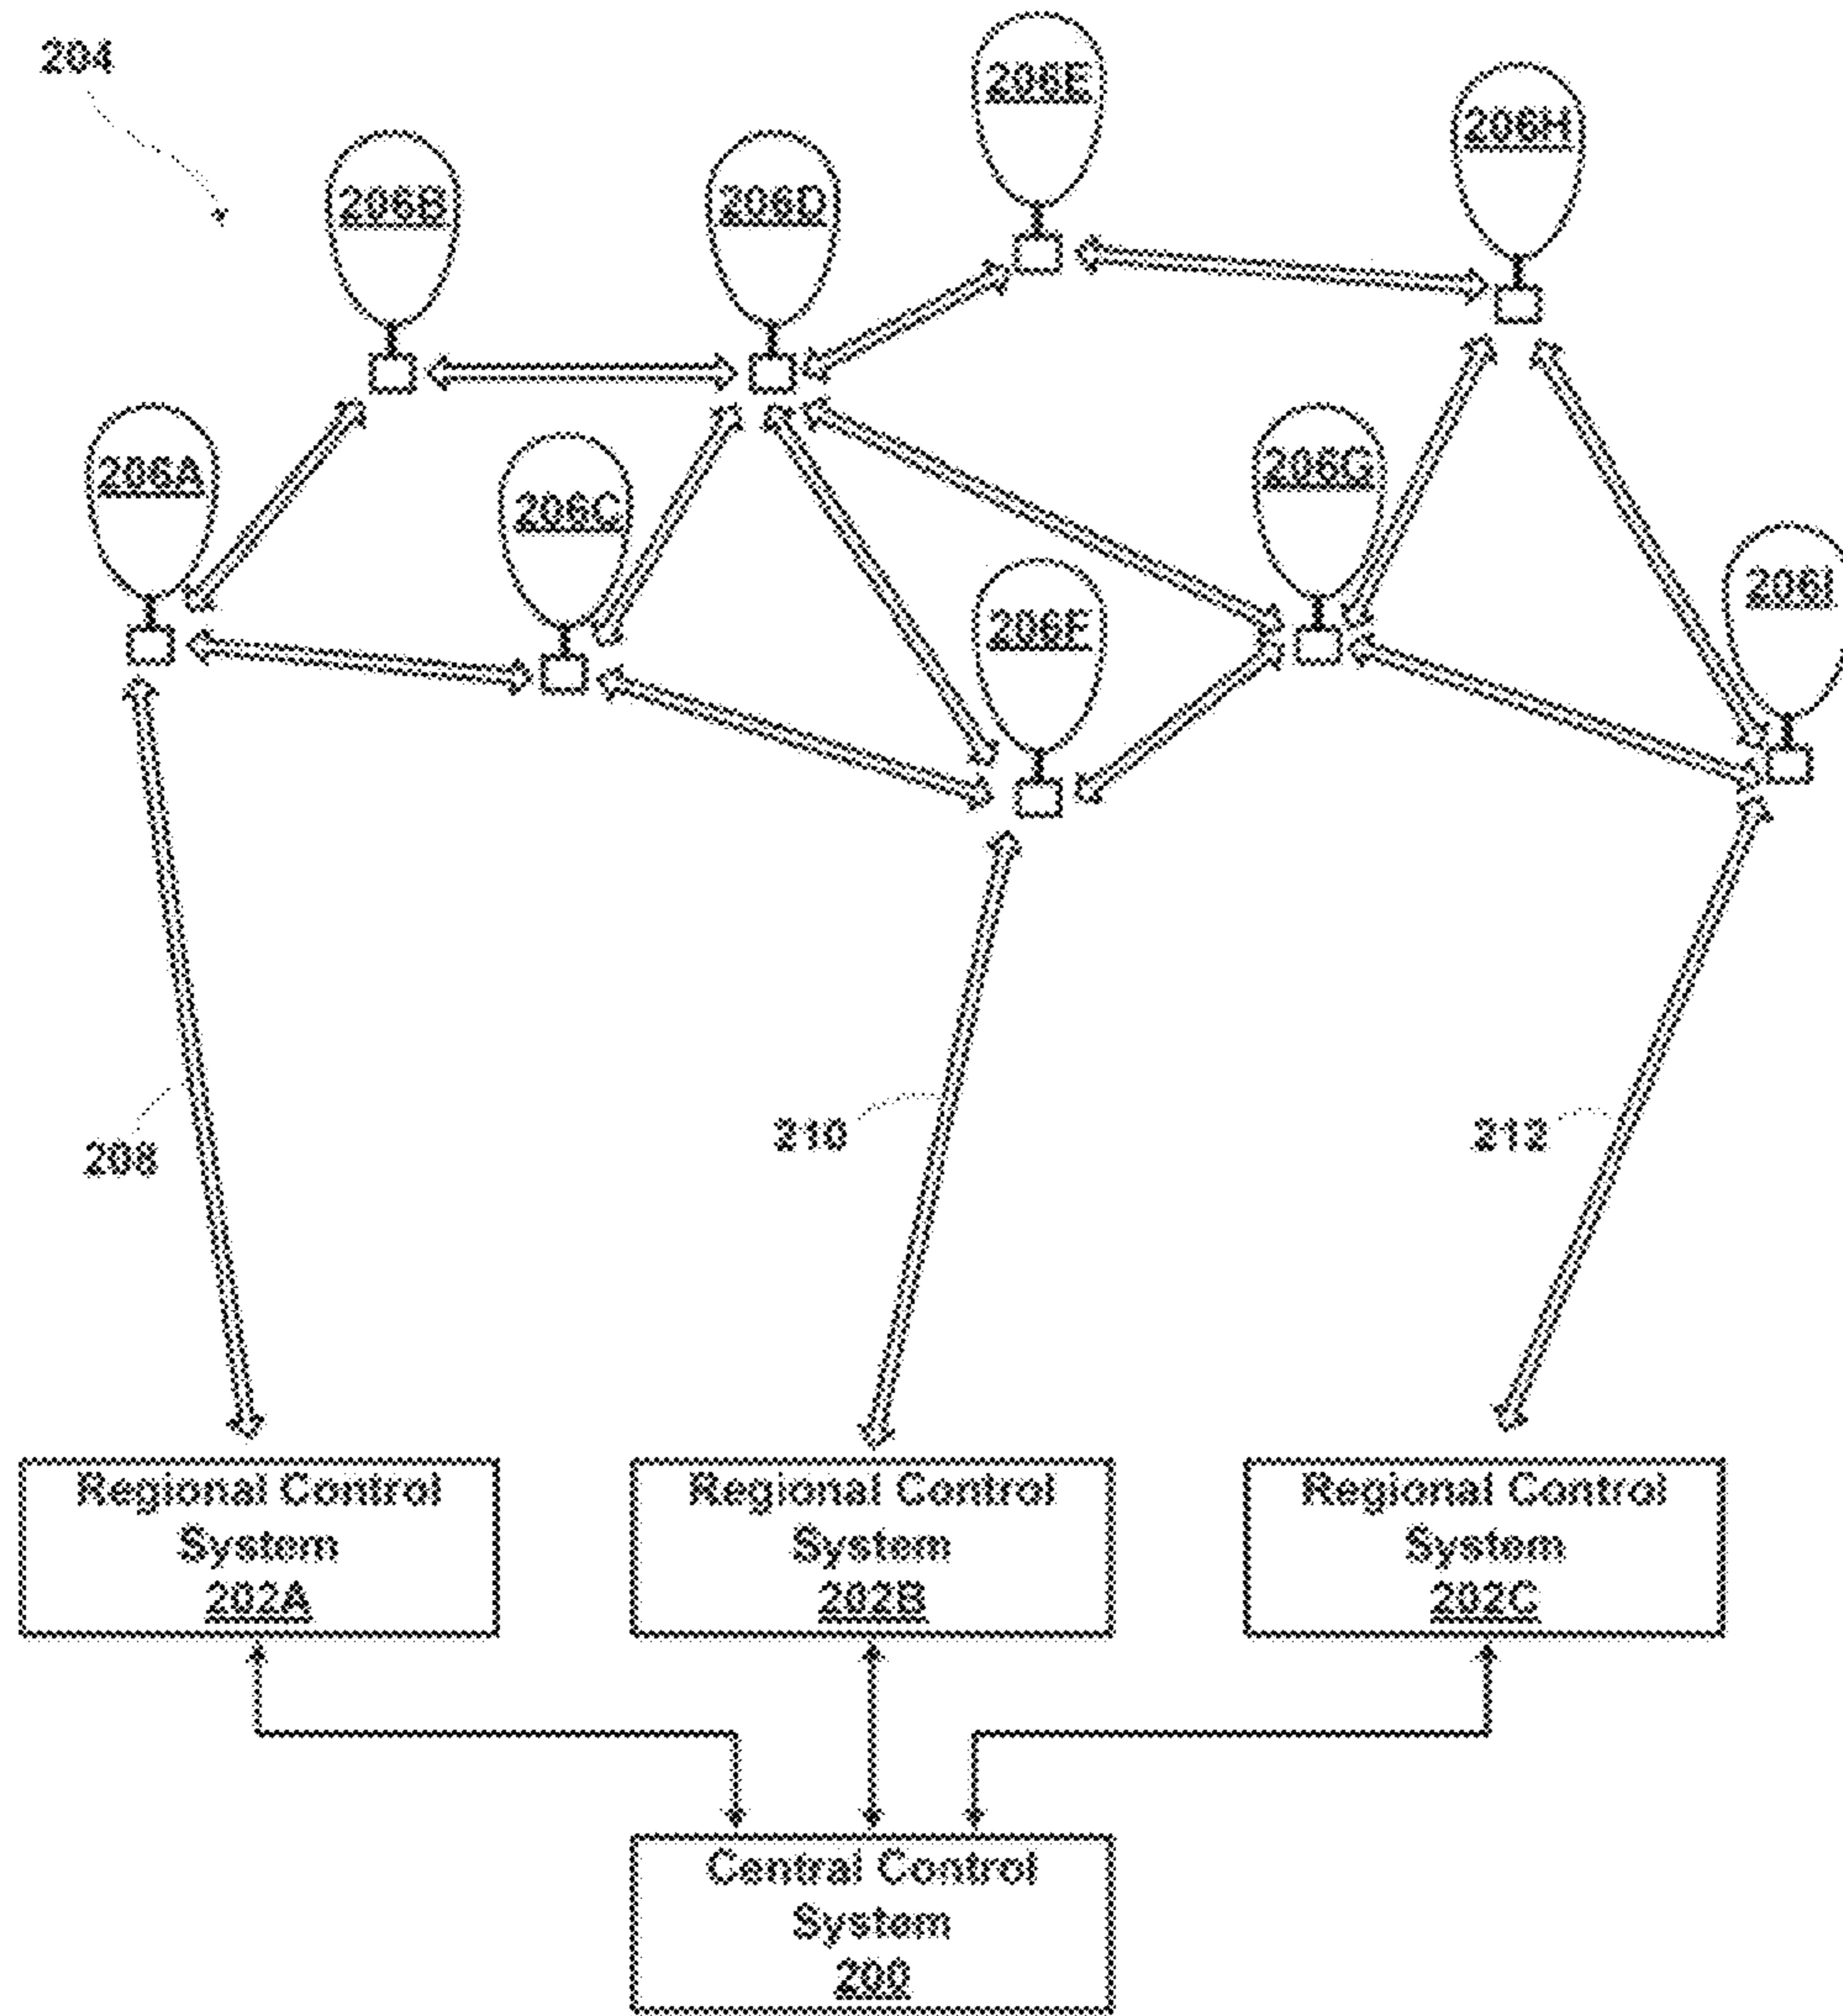 204
206E
206H
206B
206D
206A
206C
206G
206F
206I
208
210
212
Regional Control
System
202A
Regional Control
System
202B
Regional Control
System
202C
Central Control
System
200